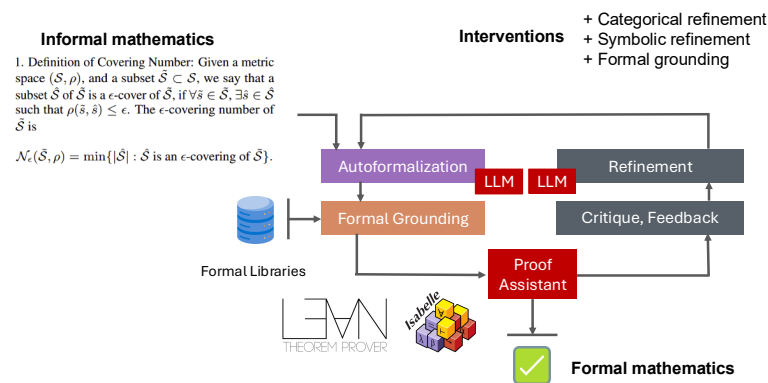 Informal mathematics
1. Definition of Covering Number: Given a metric
space (𝒮, ρ), and a subset 𝒮̃ ⊂ 𝒮, we say that a
subset 𝒮̂ of 𝒮̃ is a ϵ-cover of 𝒮̃, if ∀s̃ ∈ 𝒮̃, ∃ŝ ∈ 𝒮̂
such that ρ(s̃, ŝ) ≤ ϵ. The ϵ-covering number of
𝒮̃ is
𝒩ϵ(𝒮̃, ρ) = min{|𝒮̂| : 𝒮̂ is an ϵ-covering of 𝒮̃}.
Interventions
+ Categorical refinement
+ Symbolic refinement
+ Formal grounding
Autoformalization
LLM
LLM
Refinement
Formal Grounding
Critique, Feedback
Formal Libraries
Proof
Assistant
LEAN
THEOREM PROVER
Isabelle
Formal mathematics